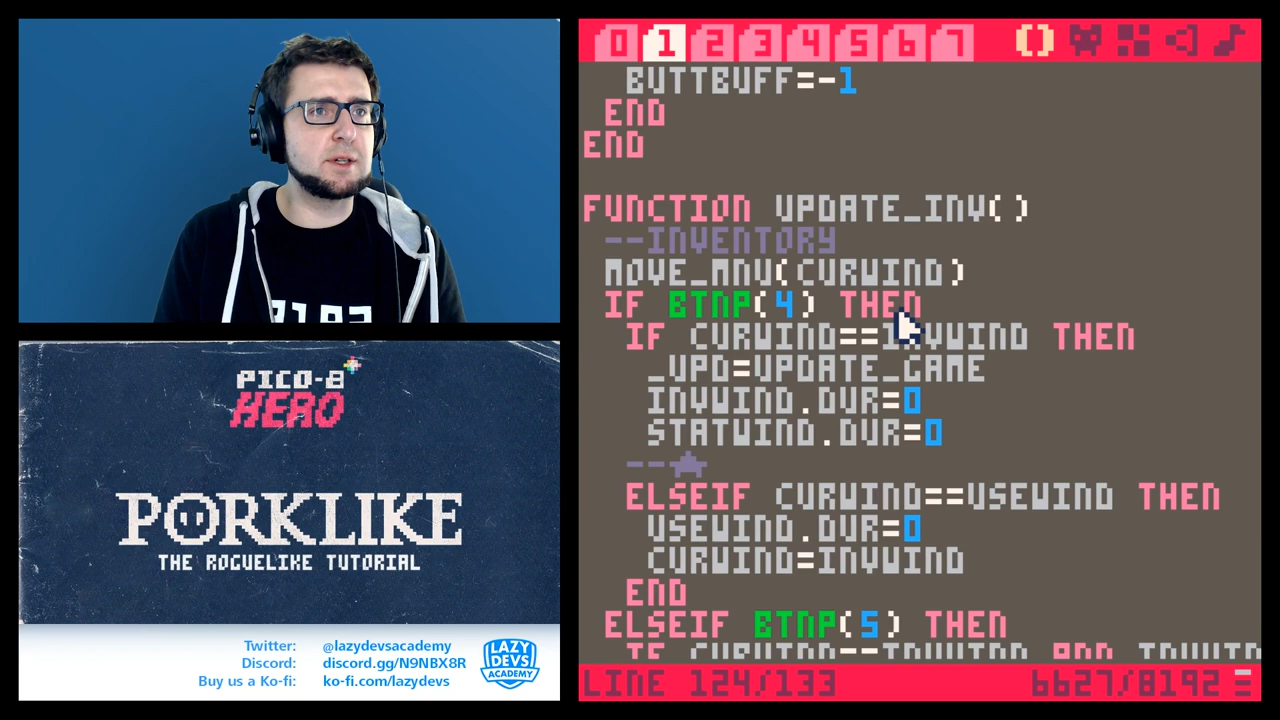 PICO-8
HERO
PORKLIKE
THE ROGUELIKE TUTORIAL
Twitter: @lazydevsacademy
Discord: discord.gg/N9NBX8R
Buy us a Ko-fi: ko-fi.com/lazydevs
LAZY
DEVS
ACADEMY
0 1 2 3 4 5 6 7
BUTTBUFF=-1
END
END
FUNCTION UPDATE_INV()
--INVENTORY
MOVE_MNU(CURWIND)
IF BTNP(4) THEN
IF CURWIND==INVWIND THEN
_UPD=UPDATE_GAME
INVWIND.DUR=0
STATWIND.DUR=0
--
ELSEIF CURWIND==USEWIND THEN
USEWIND.DUR=0
CURWIND=INVWIND
END
ELSEIF BTNP(5) THEN
LINE 124/133 6627/8192